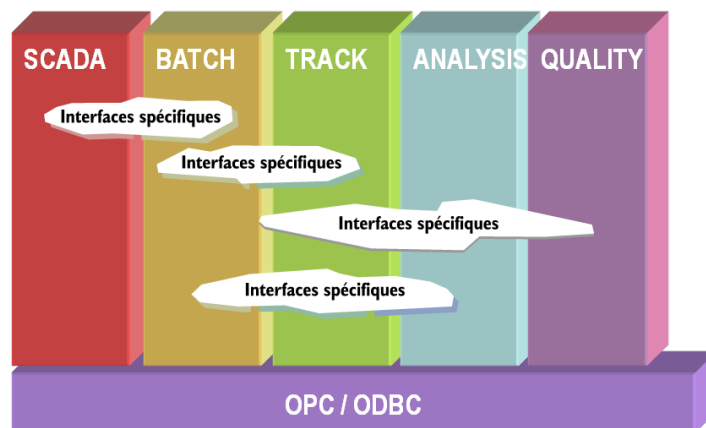 SCADA BATCH TRACK ANALYSIS QUALITY
Interfaces spécifiques
Interfaces spécifiques
Interfaces spécifiques
Interfaces spécifiques
OPC / ODBC